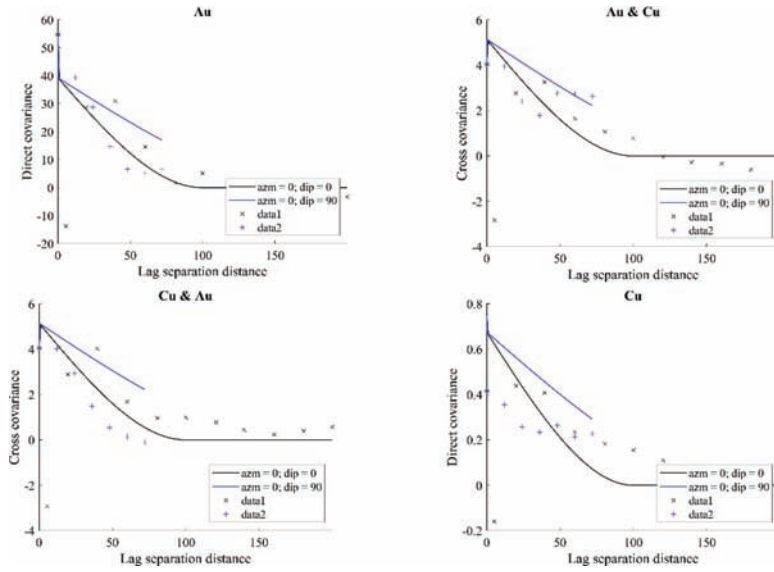 Au
60
50
40
30
20
10
0
-10
-20
Direct covariance
0 50 100 150
Lag separation distance
azm = 0; dip = 0
azm = 0; dip = 90
data1
data2
Au & Cu
6
4
2
0
-2
-4
Cross covariance
0 50 100 150
Lag separation distance
azm = 0; dip = 0
azm = 0; dip = 90
data1
data2
Cu & Au
6
4
2
0
-2
-4
Cross covariance
0 50 100 150
Lag separation distance
azm = 0; dip = 0
azm = 0; dip = 90
data1
data2
Cu
0.8
0.6
0.4
0.2
0
-0.2
Direct covariance
0 50 100 150
Lag separation distance
azm = 0; dip = 0
azm = 0; dip = 90
data1
data2